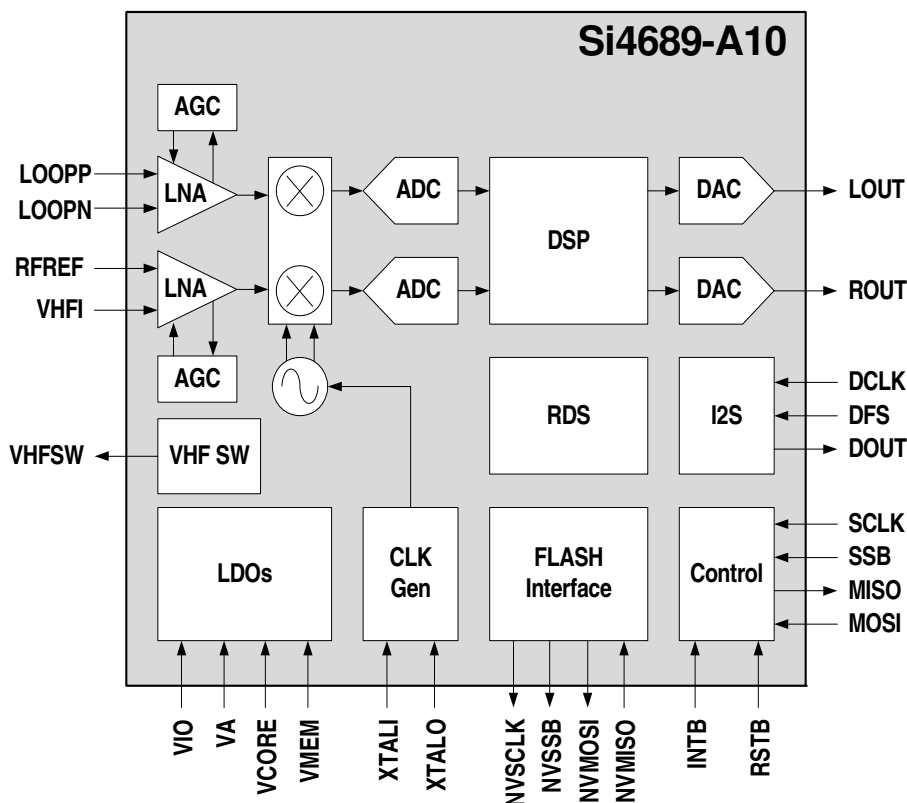 Si4689-A10
AGC
LOOPP
LOOPN
LNA
ADC
DSP
DAC
LOUT
RFREF
VHFI
LNA
ADC
DAC
ROUT
AGC
VHFSW
VHF SW
RDS
I2S
DCLK
DFS
DOUT
LDOs
CLK
Gen
FLASH
Interface
Control
SCLK
SSB
MISO
MOSI
VIO
VA
VCORE
VMEM
XTALI
XTALO
NVSCLK
NVSSB
NVMOSI
NVMISO
INTB
RSTB